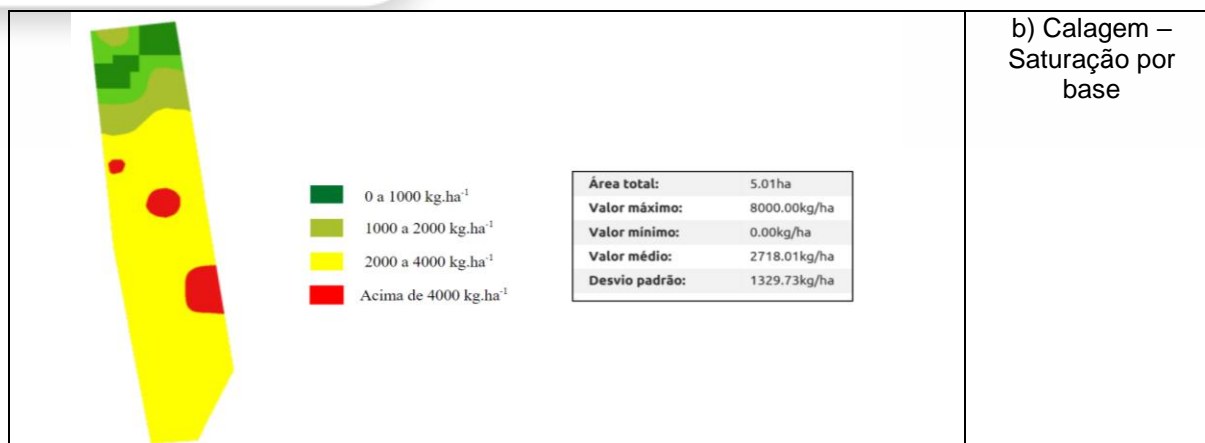 b) Calagem –
Saturação por
base
0 a 1000 kg.ha⁻¹
1000 a 2000 kg.ha⁻¹
2000 a 4000 kg.ha⁻¹
Acima de 4000 kg.ha⁻¹
Área total: 5.01ha
Valor máximo: 8000.00kg/ha
Valor mínimo: 0.00kg/ha
Valor médio: 2718.01kg/ha
Desvio padrão: 1329.73kg/ha